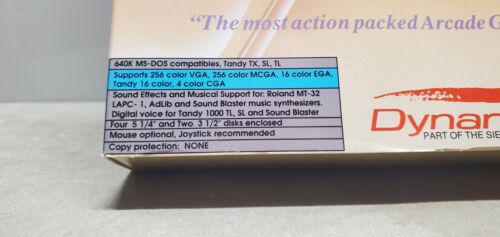 "The most action packed Arcade G
640K MS-DOS compatibles, Tandy TX, SL, TL
Supports 256 color VGA, 256 color MCGA, 16 color EGA,
Tandy 16 color, 4 color CGA
Sound Effects and Musical Support for: Roland MT-32
LAPC- 1, AdLib and Sound Blaster music synthesizers.
Digital voice for Tandy 1000 TL, SL and Sound Blaster
Four 5 1/4" and Two 3 1/2" disks enclosed
Mouse optional, Joystick recommended
Copy protection: NONE
Dynam
PART OF THE SIE